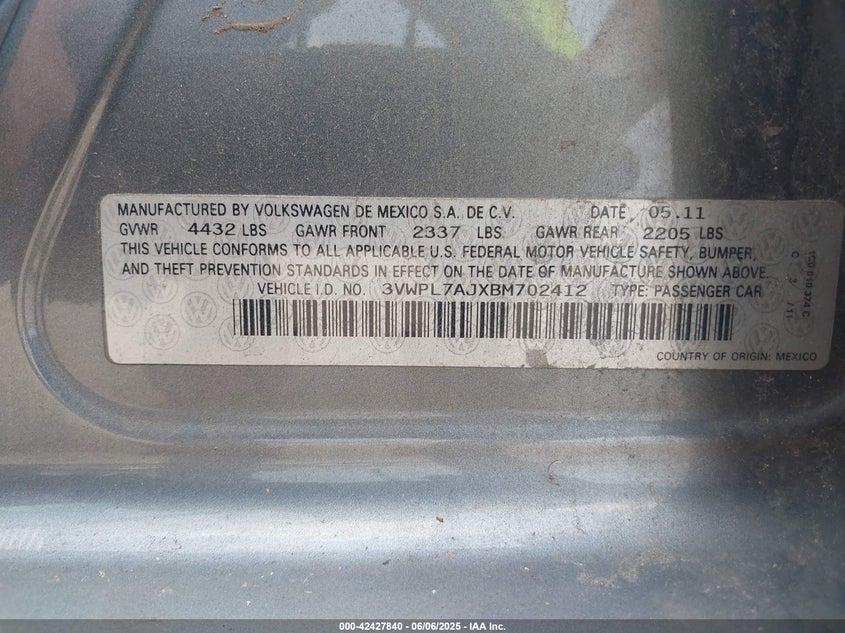 MANUFACTURED BY VOLKSWAGEN DE MEXICO S.A. DE C.V. DATE 05.11
GVWR 4432 LBS GAWR FRONT 2337 LBS GAWR REAR 2205 LBS
THIS VEHICLE CONFORMS TO ALL APPLICABLE U.S. FEDERAL MOTOR VEHICLE SAFETY, BUMPER,
AND THEFT PREVENTION STANDARDS IN EFFECT ON THE DATE OF MANUFACTURE SHOWN ABOVE.
VEHICLE I.D. NO. 3VWPL7AJXBM702412 TYPE: PASSENGER CAR
COUNTRY OF ORIGIN: MEXICO
000-42427840 - 06/06/2025 - IAA Inc.